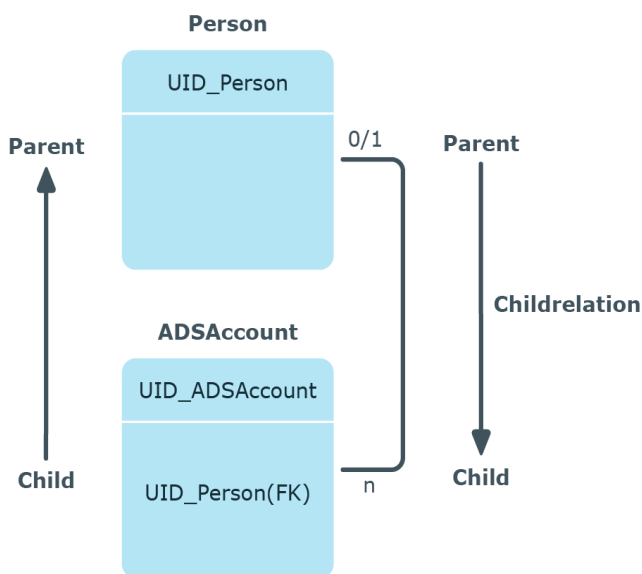 Person
UID_Person
Parent
0/1
Parent
Childrelation
ADSAccount
UID_ADSAccount
Child
UID_Person(FK)
n
Child